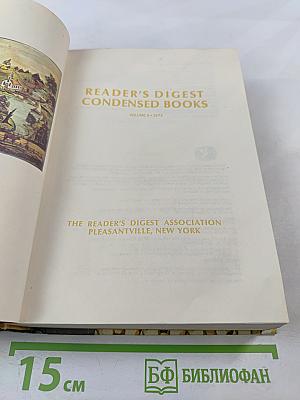 READER'S DIGEST
CONDENSED BOOKS
THE READER'S DIGEST ASSOCIATION
PLEASANTVILLE, NEW YORK
15 см
БФ БИБЛИОФАН